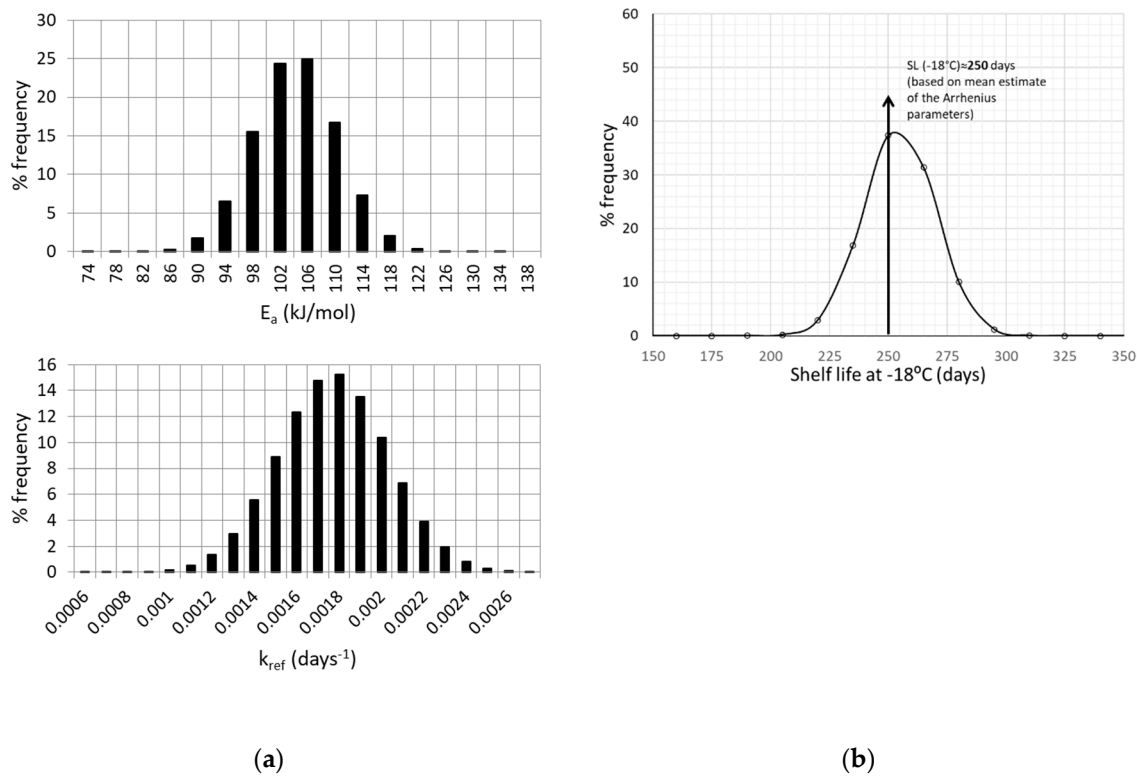 30
25
20
15
10
5
0
% frequency
74 78 82 86 90 94 98 102 106 110 114 118 122 126 130 134 138
Ea (kJ/mol)
16
14
12
10
8
6
4
2
0
% frequency
0.0006 0.0008 0.001 0.0012 0.0014 0.0016 0.0018 0.002 0.0022 0.0024 0.0026
kref (days-1)
(a)
60
50
40
30
20
10
0
% frequency
SL (-18°C)≈250 days
(based on mean estimate
of the Arrhenius
parameters)
150 175 200 225 250 275 300 325 350
Shelf life at -18°C (days)
(b)